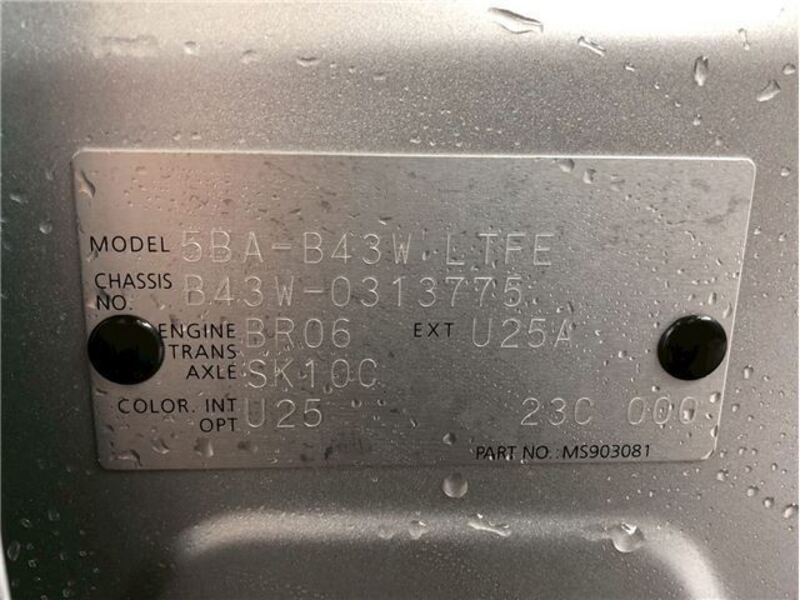 MODEL 5BA-B43W LTFE
CHASSIS NO. B43W-0313775
ENGINE BR06 EXT U25A
TRANS AXLE SK10C
COLOR. INT OPT U25 23C 000
PART NO.: MS903081